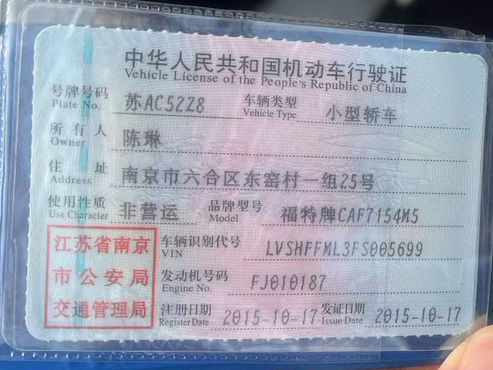 中华人民共和国机动车行驶证
Vehicle License of the People's Republic of China
号牌号码 苏AC52Z8 车辆类型 小型轿车
Plate No. Vehicle Type
所有人 陈琳
Owner
住址 南京市六合区东窑村一组25号
Address
使用性质 非营运 品牌型号 福特牌CAF7154M5
Use Character Model
江苏省南京市公安局交通管理局
车辆识别代号 LVSHFFML3FS005699
VIN
发动机号码 FJ010187
Engine No.
注册日期 2015-10-17 发证日期 2015-10-17
Register Date Issue Date